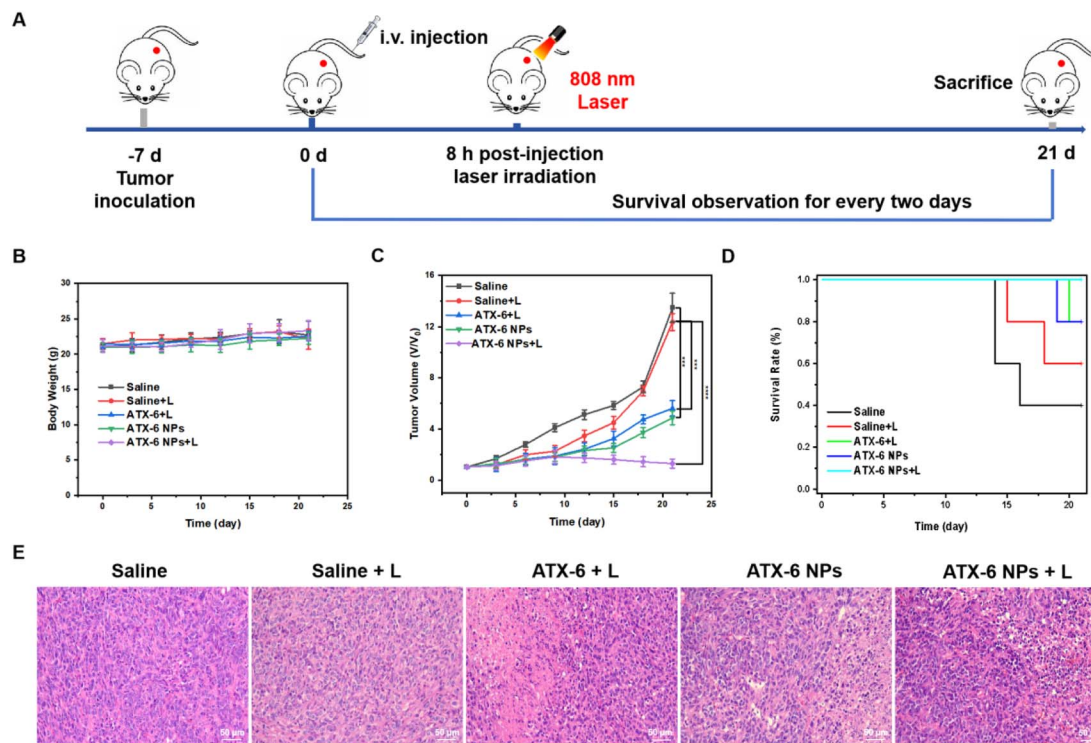 A
i.v. injection
808 nm
Laser
Sacrifice
-7 d
Tumor
inoculation
0 d
8 h post-injection
laser irradiation
21 d
Survival observation for every two days
B
30
25
20
15
10
5
0
Body Weight (g)
Saline
Saline+L
ATX-6+L
ATX-6 NPs
ATX-6 NPs+L
0 5 10 15 20 25
Time (day)
C
16
12
8
4
0
Tumor Volume (V/V0)
Saline
Saline+L
ATX-6+L
ATX-6 NPs
ATX-6 NPs+L
***
***
****
0 5 10 15 20 25
Time (day)
D
1.0
0.8
0.6
0.4
0.2
0.0
Survival Rate (%)
Saline
Saline+L
ATX-6+L
ATX-6 NPs
ATX-6 NPs+L
0 5 10 15 20
Time (day)
E
Saline
Saline + L
ATX-6 + L
ATX-6 NPs
ATX-6 NPs + L
50 μm
50 μm
50 μm
50 μm
50 μm